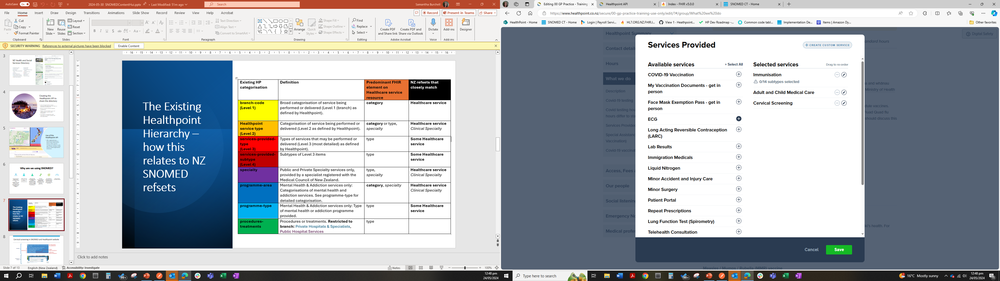 AutoSave On
2024-05-30 SNOMEDContentHui.pptx • Last Modified: 51m ago
Search
Samantha Burchell
File Home Insert Draw Design Transitions Animations Slide Show Record Review View Help Acrobat
Record Present in Teams Share
Paste
Cut
Copy
Format Painter
Clipboard
New Slides
Reuse Slides
Layout
Reset
Section
Slides
Font
Text Direction
Align Text
Convert to SmartArt
Paragraph
Arrange
Quick Styles
Shape Fill
Shape Outline
Shape Effects
Drawing
Find
Replace
Select
Editing
Create PDF and Share link
Create PDF and Share via Outlook
Adobe Acrobat
Dictate
Voice
Add-ins
Add-ins
Designer
SECURITY WARNING References to external pictures have been blocked Enable Content
3
NZ Health and Social
Services Directory
4
Creating the
Healthpoint API to
share the directory
5
Use of the
Healthpoint API
6
Why are we using SNOMED?
7
The Existing
Healthpoint
Hierarchy –
how this
relates to NZ
SNOMED
refsets
8
Cervical screening in SNOMED and Healthpoint website
The Existing
Healthpoint
Hierarchy –
how this
relates to NZ
SNOMED
refsets
Existing HP
categorisation
Definition
Predominant FHIR
element on
Healthcare service
resource
NZ refsets that
closely match
branch-code
(Level 1)
Broad categorisation of service being
performed or delivered (Level 1 (branch) as
defined by Healthpoint).
category
Healthcare service
Healthpoint
service type
(Level 2)
Categorisation of service being performed or
delivered (Level 2 as defined by Healthpoint).
category or type,
specialty
Healthcare service
Clinical Specialty
services-provided-
type
(Level 3)
Types of services that may be performed or
delivered (Level 3 (most detailed) as defined
by Healthpoint).
type
Some Healthcare
service
services-provided-
subtype
(Level 4)
Subtypes of Level 3 items
type
Some Healthcare
service
specialty
Public and Private Specialty services only,
provided by a specialist registered with the
Medical Council of New Zealand.
type,
specialty
Healthcare service
Clinical Specialty
programme-area
Mental Health & Addiction services only:
Categorisations of mental health and
addiction services. See programme-type for
detailed categorisation.
category, specialty
Healthcare service
Clinical Specialty
programme-type
Mental Health & Addiction services only: Type
of mental health or addiction programme
provided.
type
Some Healthcare
service
procedures-
treatments
Procedures or treatments. Restricted to
branch: Private Hospitals & Specialists,
Public Hospital Services
type
Click to add notes
Slide 7 of 13 English (New Zealand) Accessibility: Investigate
Notes
100%
99+
12:48 pm
24/05/2024
Editing 00 GP Practice - Training
Healthpoint API
Index - FHIR v5.0.0
SNOMED CT - Home
https://www.healthpoint.co.nz/secure/00-gp-practice-training-use-only/edit/?#/group/What%20we%20do
HealthPoint - Home
SNOMED CT - Home
Login | Payroll Servi...
HL7.ORG.NZ.FHIR.I...
View 1 · Heathpoint...
HP Dev Roadmap -...
Common code tabl...
Implementation De...
Items | Amazon Dy...
Other favorites
Healthpoint Summary
Contact detail
Hours
What we do
Description
Covid-19 testing
Covid testing hou
hours differ to sta
Services Provided
Special Assistanc
Vaccination)
Covid-19 vaccinat
Access, Fees a
Our people
Social listening
Emergency No
Medical profes
Digital Safety
ndard hours
a and whānau
Ministry of Health
dule vaccines.
Fluad Quad flu
hould discuss this
ki's health. For
Measles / Mumps / Rubella (MMR) vaccine
Services Provided
+ CREATE CUSTOM SERVICE
Available services
+ Select All
COVID-19 Vaccination
My Vaccination Documents - get in
person
Face Mask Exemption Pass - get in
person
ECG
Long Acting Reversible Contraception
(LARC)
Lab Results
Immigration Medicals
Liquid Nitrogen
Minor Accident and Injury Care
Minor Surgery
Patient Portal
Repeat Prescriptions
Lung Function Test (Spirometry)
Telehealth Consultation
Selected services
Drag to re-order
Immunisation
0/14 subtypes selected
Adult and Child Medical Care
Cervical Screening
Cancel
Save
Type here to search
99+
16°C Mostly sunny
12:48 pm
24/05/2024
15